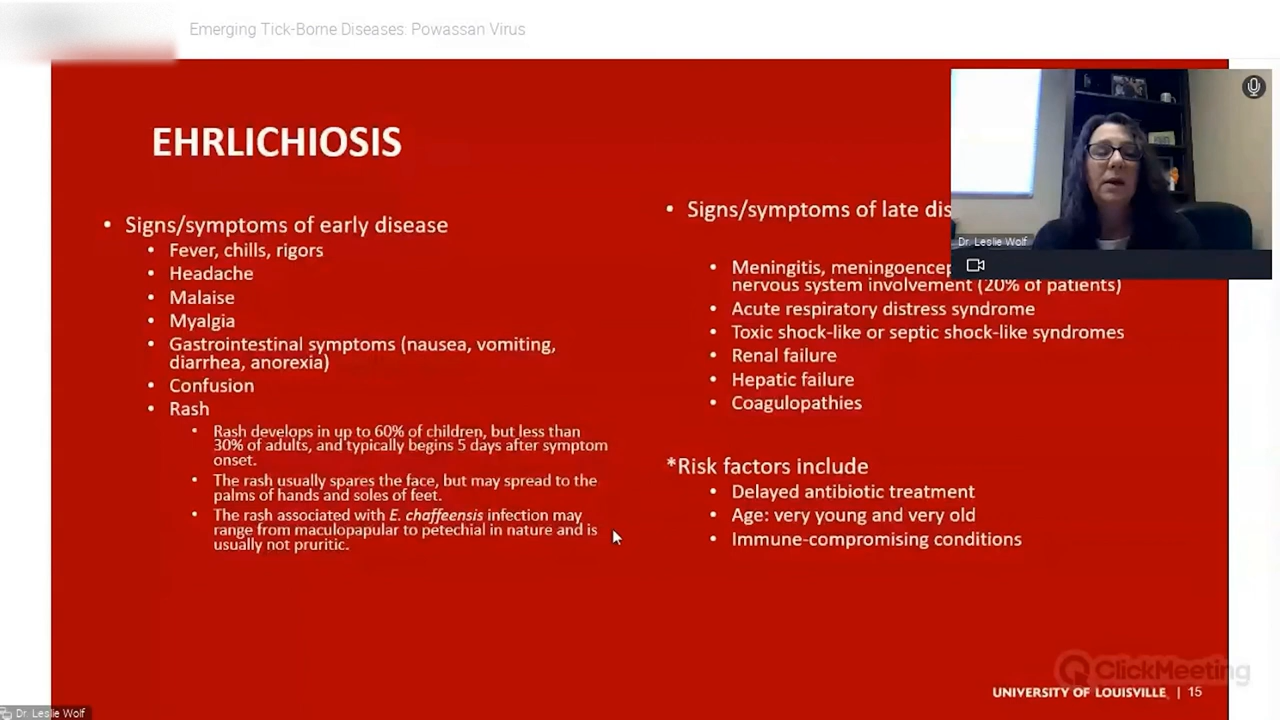 Emerging Tick-Borne Diseases: Powassan Virus
EHRLICHIOSIS
• Signs/symptoms of early disease
• Fever, chills, rigors
• Headache
• Malaise
• Myalgia
• Gastrointestinal symptoms (nausea, vomiting,
diarrhea, anorexia)
• Confusion
• Rash
• Rash develops in up to 60% of children, but less than
30% of adults, and typically begins 5 days after symptom
onset.
• The rash usually spares the face, but may spread to the
palms of hands and soles of feet.
• The rash associated with E. chaffeensis infection may
range from maculopapular to petechial in nature and is
usually not pruritic.
• Signs/symptoms of late
• Meningitis,
nervous system involvement (20% of patients)
• Acute respiratory distress syndrome
• Toxic shock-like or septic shock-like syndromes
• Renal failure
• Hepatic failure
• Coagulopathies
*Risk factors include
• Delayed antibiotic treatment
• Age: very young and very old
• Immune-compromising conditions
Dr. Leslie Wolf
ClickMeeting
UNIVERSITY OF LOUISVILLE | 15
Dr. Leslie Wolf